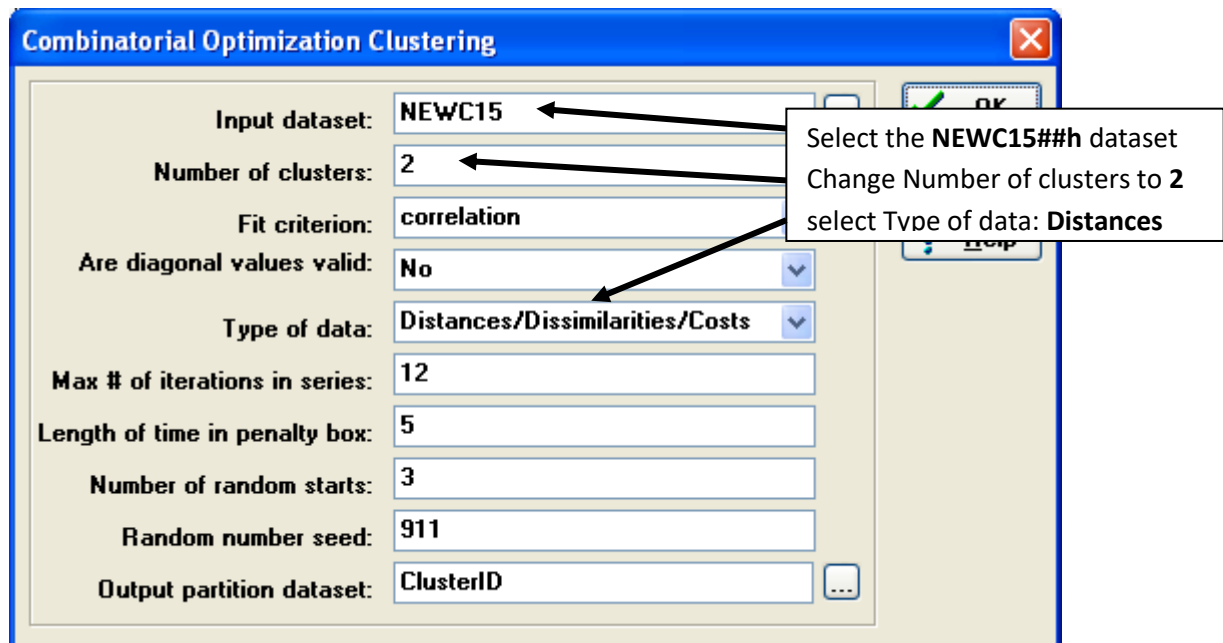 Combinatorial Optimization Clustering
Input dataset: NEWC15
Number of clusters: 2
Fit criterion: correlation
Are diagonal values valid: No
Type of data: Distances/Dissimilarities/Costs
Max # of iterations in series: 12
Length of time in penalty box: 5
Number of random starts: 3
Random number seed: 911
Output partition dataset: ClusterID ...
OK
Select the NEWC15##h dataset
Change Number of clusters to 2
select Type of data: Distances
Help